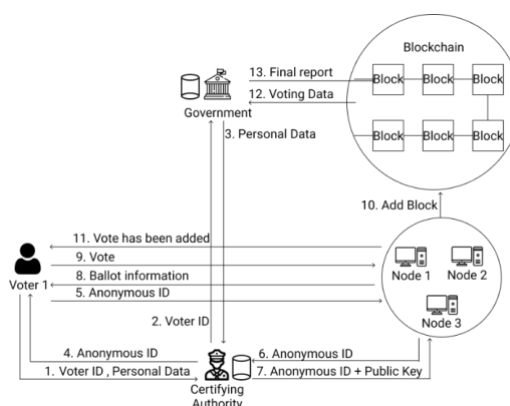 Blockchain
13. Final report
Block
Block
Block
12. Voting Data
Government
3. Personal Data
Block
Block
Block
10. Add Block
11. Vote has been added
9. Vote
Node 1
Node 2
Voter 1
8. Ballot information
5. Anonymous ID
Node 3
2. Voter ID
4. Anonymous ID
6. Anonymous ID
1. Voter ID , Personal Data
7. Anonymous ID + Public Key
Certifying
Authority